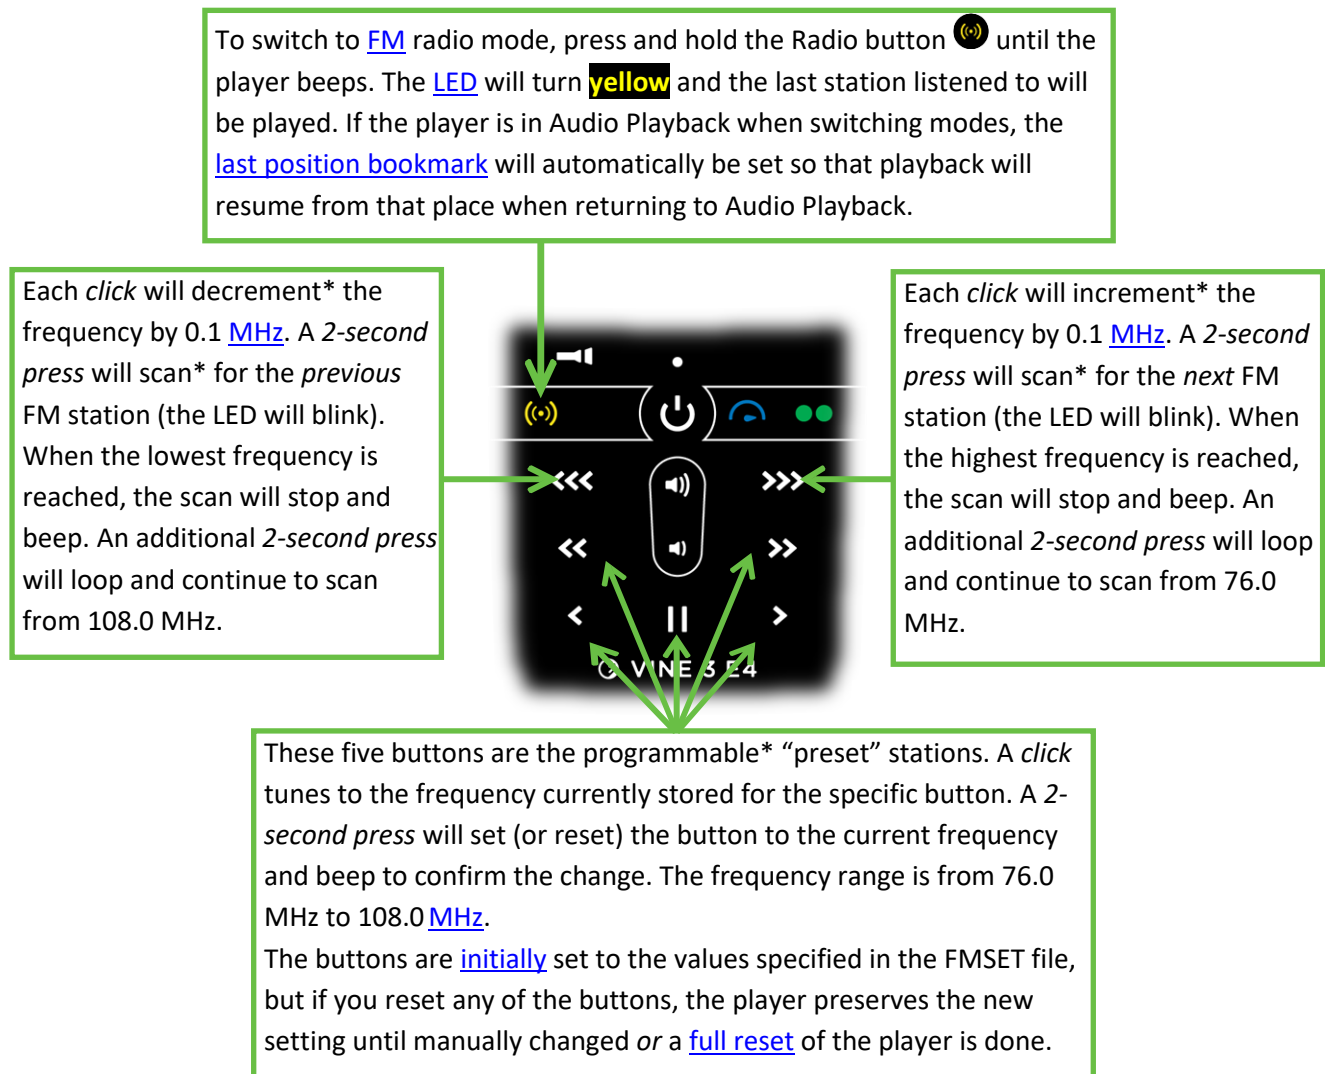 To switch to FM radio mode, press and hold the Radio button until the
player beeps. The LED will turn yellow and the last station listened to will
be played. If the player is in Audio Playback when switching modes, the
last position bookmark will automatically be set so that playback will
resume from that place when returning to Audio Playback.
Each click will decrement* the
frequency by 0.1 MHz. A 2-second
press will scan* for the previous
FM station (the LED will blink).
When the lowest frequency is
reached, the scan will stop and
beep. An additional 2-second press
will loop and continue to scan
from 108.0 MHz.
Each click will increment* the
frequency by 0.1 MHz. A 2-second
press will scan* for the next FM
station (the LED will blink). When
the highest frequency is reached,
the scan will stop and beep. An
additional 2-second press will loop
and continue to scan from 76.0
MHz.
VINE 3 E4
These five buttons are the programmable* “preset” stations. A click
tunes to the frequency currently stored for the specific button. A 2-
second press will set (or reset) the button to the current frequency
and beep to confirm the change. The frequency range is from 76.0
MHz to 108.0 MHz.
The buttons are initially set to the values specified in the FMSET file,
but if you reset any of the buttons, the player preserves the new
setting until manually changed or a full reset of the player is done.